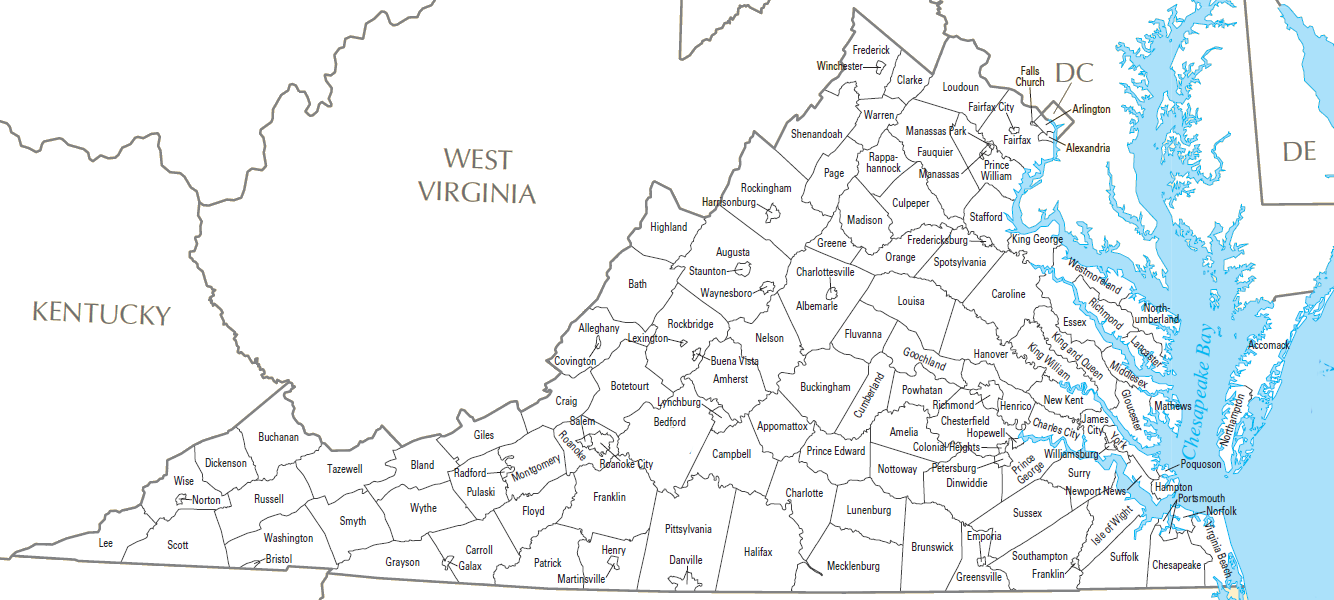 Frederick
Winchester
Clarke
Loudoun
Falls
Church
DC
Fairfax City
Arlington
Warren
Shenandoah
Manassas Park
Fairfax
Alexandria
Fauquier
DE
WEST
VIRGINIA
Rappa-
hannock
Page
Manassas
Prince
William
Rockingham
Harrisonburg
Culpeper
Stafford
Madison
Highland
Greene
Fredericksburg
King George
Augusta
Orange
Spotsylvania
Staunton
Charlottesville
Westmoreland
Bath
Waynesboro
Albemarle
Louisa
Caroline
Richmond
North-
umberland
KENTUCKY
Alleghany
Rockbridge
Essex
Lexington
Nelson
Fluvanna
Lancaster
Accomack
Chesapeake Bay
Covington
Buena Vista
Goochland
Hanover
King William
King and Queen
Middlesex
Amherst
Botetourt
Buckingham
Cumberland
Powhatan
Craig
Lynchburg
Richmond
Henrico
New Kent
Gloucester
Mathews
Northampton
Salem
Bedford
Appomattox
Chesterfield
James
City
Charles City
York
Giles
Amelia
Hopewell
Buchanan
Roanoke
Colonial Heights
Campbell
Prince Edward
Williamsburg
Dickenson
Tazewell
Bland
Radford
Montgomery
Roanoke City
Nottoway
Petersburg
Prince
George
Surry
Poquoson
Wise
Pulaski
Dinwiddie
Newport News
Hampton
Norton
Russell
Franklin
Charlotte
Portsmouth
Wythe
Floyd
Lunenburg
Sussex
Isle of Wight
Norfolk
Smyth
Pittsylvania
Virginia Beach
Washington
Emporia
Lee
Scott
Carroll
Henry
Halifax
Brunswick
Southampton
Suffolk
Bristol
Grayson
Galax
Patrick
Danville
Mecklenburg
Chesapeake
Martinsville
Greensville
Franklin